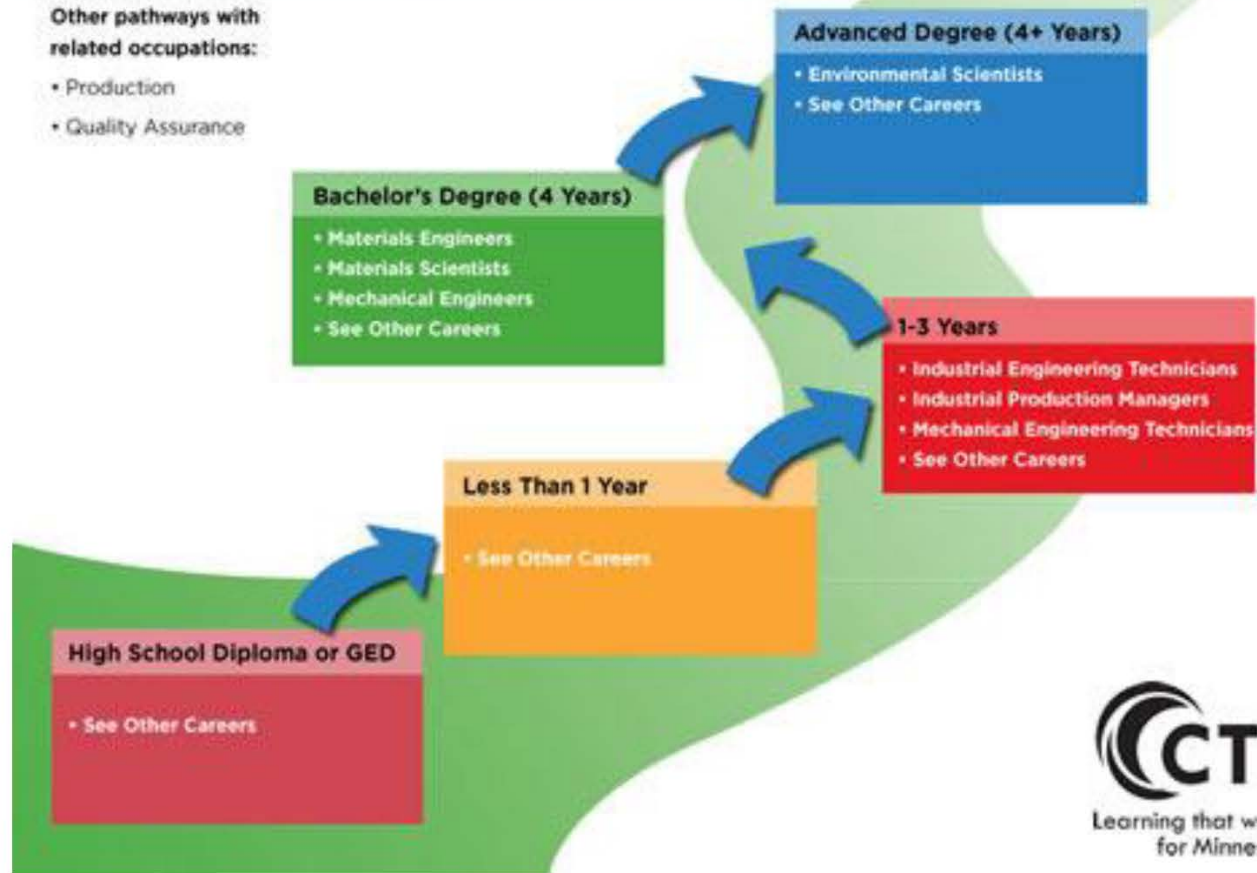 Other pathways with
related occupations:
• Production
• Quality Assurance
Advanced Degree (4+ Years)
• Environmental Scientists
• See Other Careers
Bachelor's Degree (4 Years)
• Materials Engineers
• Materials Scientists
• Mechanical Engineers
• See Other Careers
1-3 Years
• Industrial Engineering Technicians
• Industrial Production Managers
• Mechanical Engineering Technicians
• See Other Careers
Less Than 1 Year
• See Other Careers
High School Diploma or GED
• See Other Careers
CT
Learning that w
for Minne